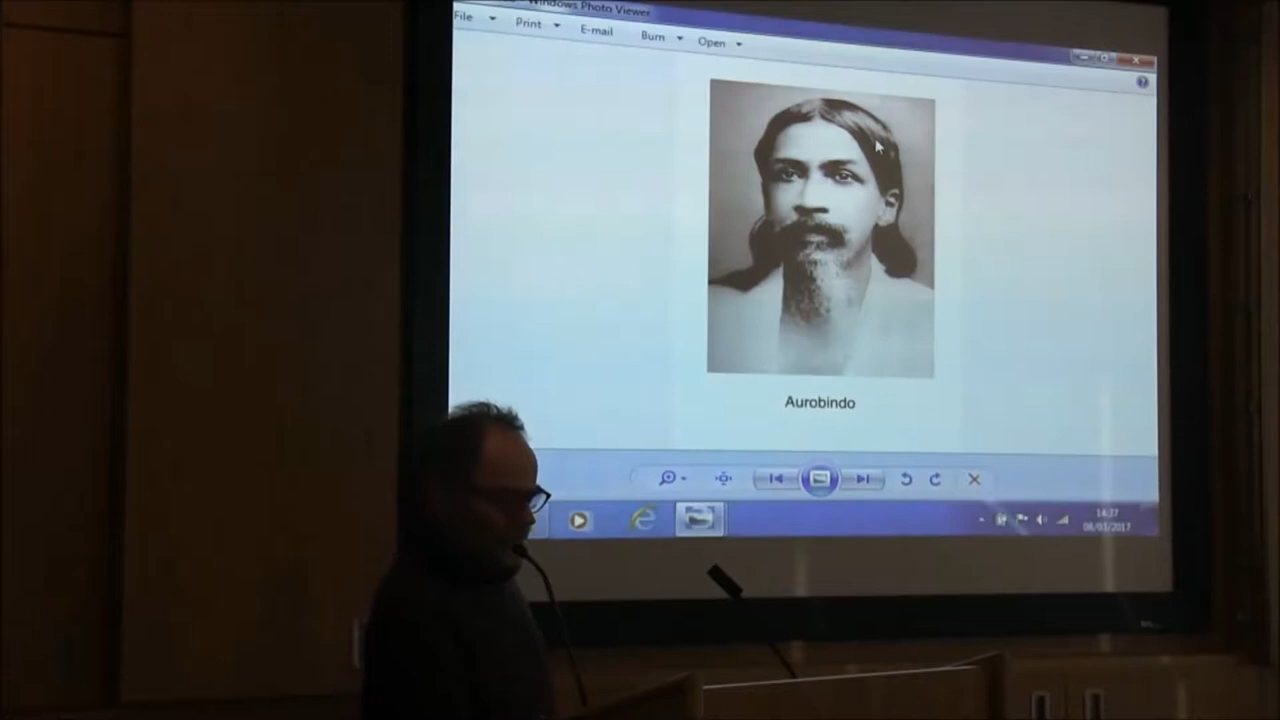 Windows Photo Viewer
File Print E-mail Burn Open
Aurobindo
14:37
08/03/2017